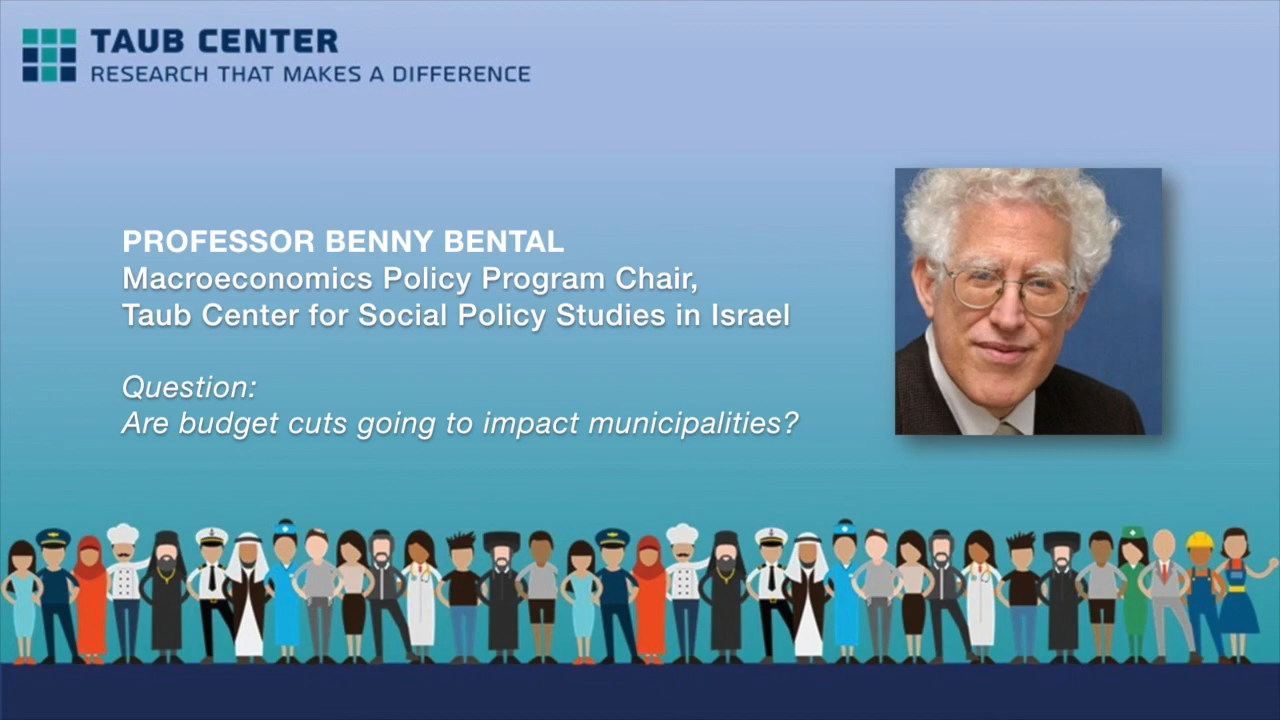 TAUB CENTER
RESEARCH THAT MAKES A DIFFERENCE
PROFESSOR BENNY BENTAL
Macroeconomics Policy Program Chair,
Taub Center for Social Policy Studies in Israel
Question:
Are budget cuts going to impact municipalities?